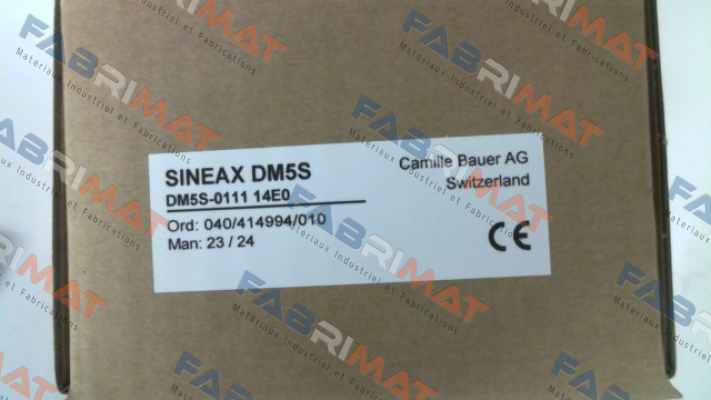 SINEAX DM5S
DM5S-0111 14E0
Ord: 040/414994/010
Man: 23 / 24
Camille Bauer AG
Switzerland
CE
FABRIMAT
Matériaux Industriel et Fabrications